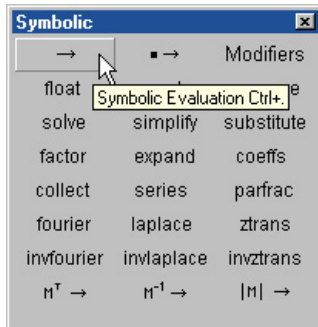 Symbolic
→ ▪ → Modifiers
float
Symbolic Evaluation Ctrl+.
solve simplify substitute
factor expand coeffs
collect series parfrac
fourier laplace ztrans
invfourier invlaplace invztrans
Mᵀ → M⁻¹ → |M| →